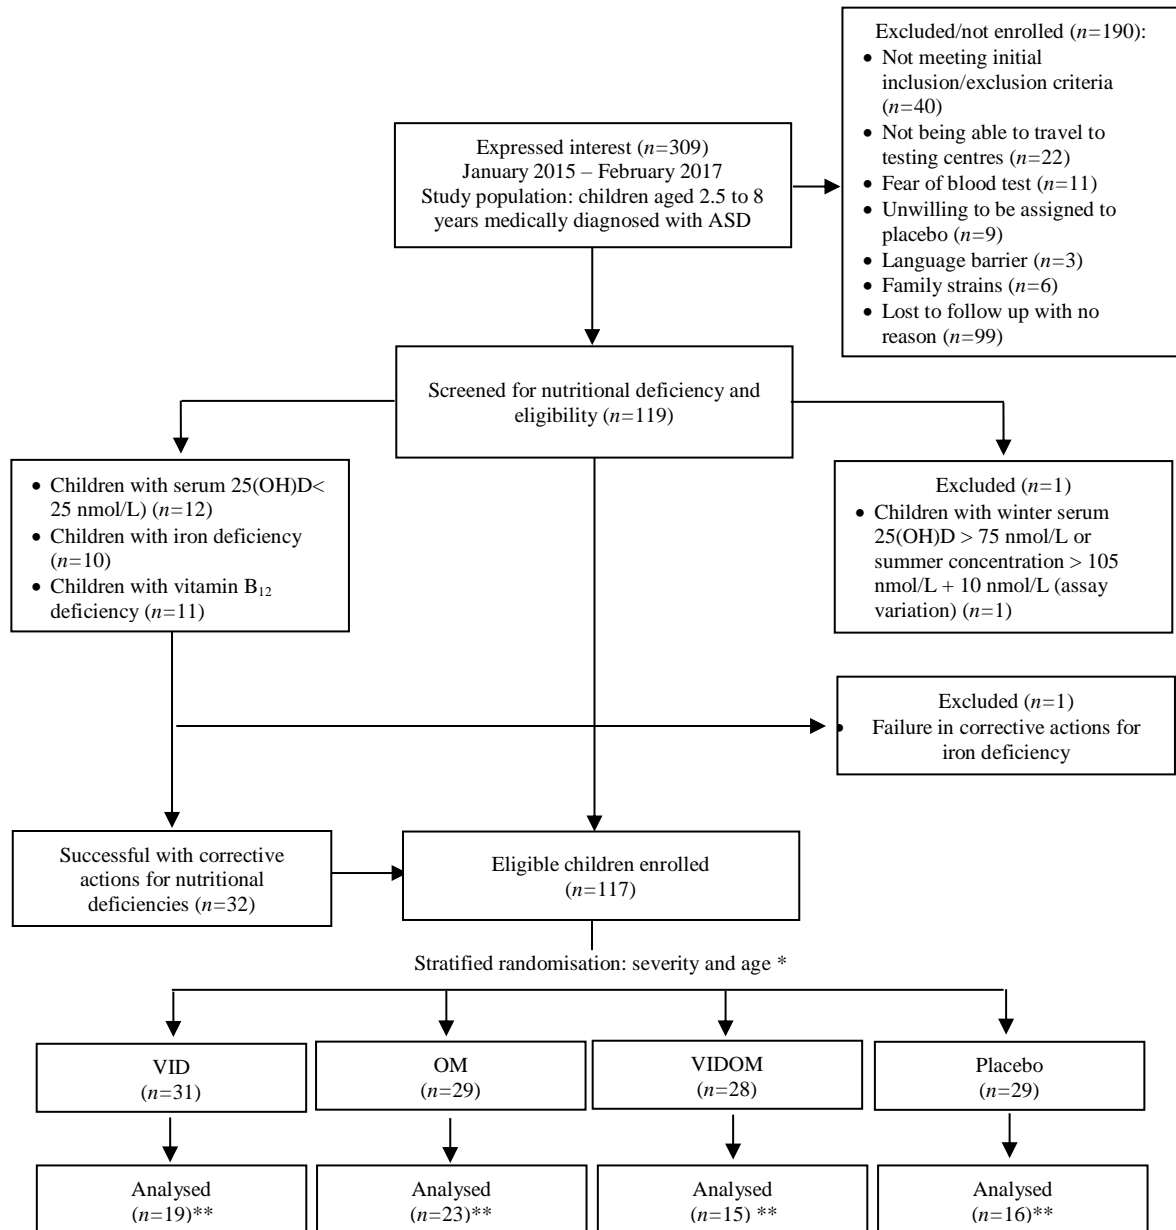 Excluded/not enrolled (n=190):
• Not meeting initial
inclusion/exclusion criteria
(n=40)
• Not being able to travel to
testing centres (n=22)
• Fear of blood test (n=11)
• Unwilling to be assigned to
placebo (n=9)
• Language barrier (n=3)
• Family strains (n=6)
• Lost to follow up with no
reason (n=99)
Expressed interest (n=309)
January 2015 – February 2017
Study population: children aged 2.5 to 8
years medically diagnosed with ASD
Screened for nutritional deficiency and
eligibility (n=119)
• Children with serum 25(OH)D<
25 nmol/L) (n=12)
• Children with iron deficiency
(n=10)
• Children with vitamin B12
deficiency (n=11)
Excluded (n=1)
• Children with winter serum
25(OH)D > 75 nmol/L or
summer concentration > 105
nmol/L + 10 nmol/L (assay
variation) (n=1)
Excluded (n=1)
• Failure in corrective actions for
iron deficiency
Successful with corrective
actions for nutritional
deficiencies (n=32)
Eligible children enrolled
(n=117)
Stratified randomisation: severity and age *
VID
(n=31)
OM
(n=29)
VIDOM
(n=28)
Placebo
(n=29)
Analysed
(n=19)**
Analysed
(n=23)**
Analysed
(n=15) **
Analysed
(n=16)**